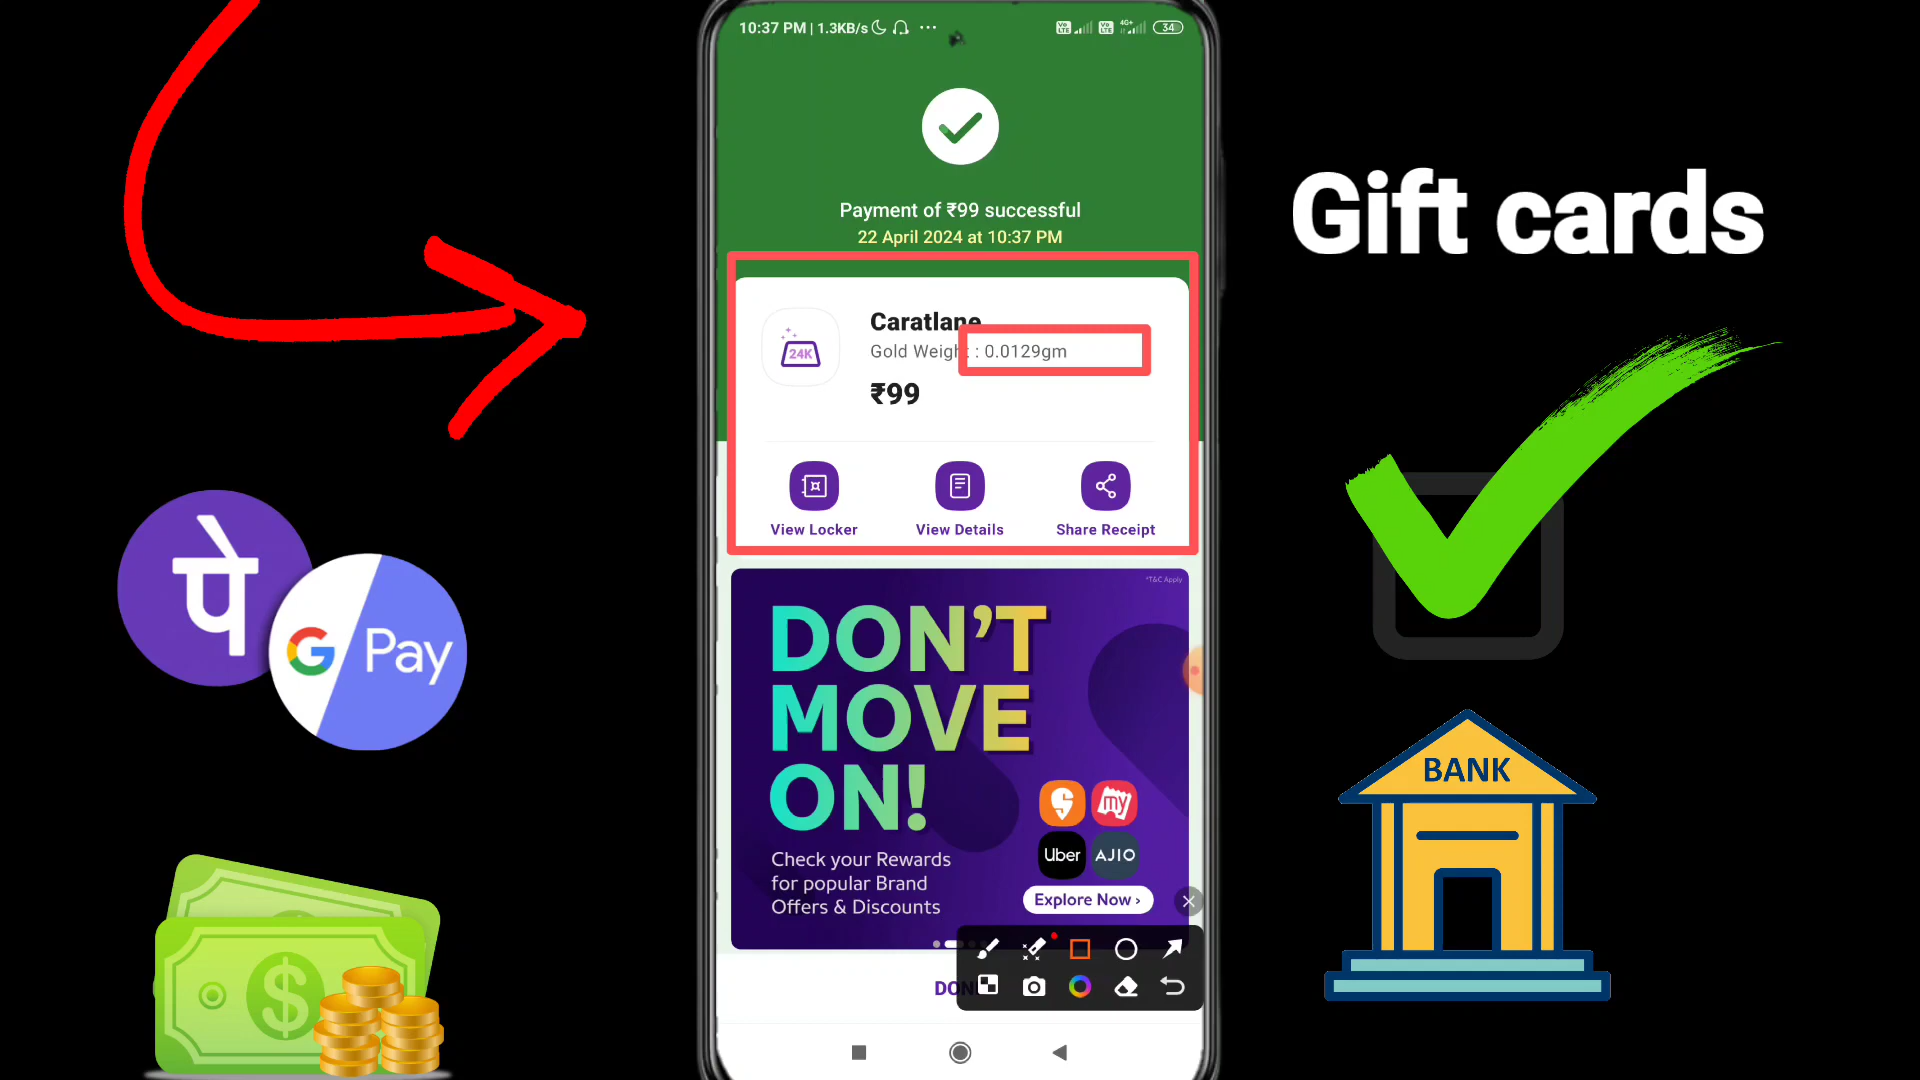 10:37 PM | 1.3KB/s
34
Payment of ₹99 successful
22 April 2024 at 10:37 PM
Caratlane
24K
Gold Weight : 0.0129gm
₹99
View Locker
View Details
Share Receipt
*T&C Apply
DON'T
MOVE
ON!
my
Uber
AJIO
Check your Rewards
for popular Brand
Offers & Discounts
Explore Now ›
Gift cards
पे
G Pay
BANK
$